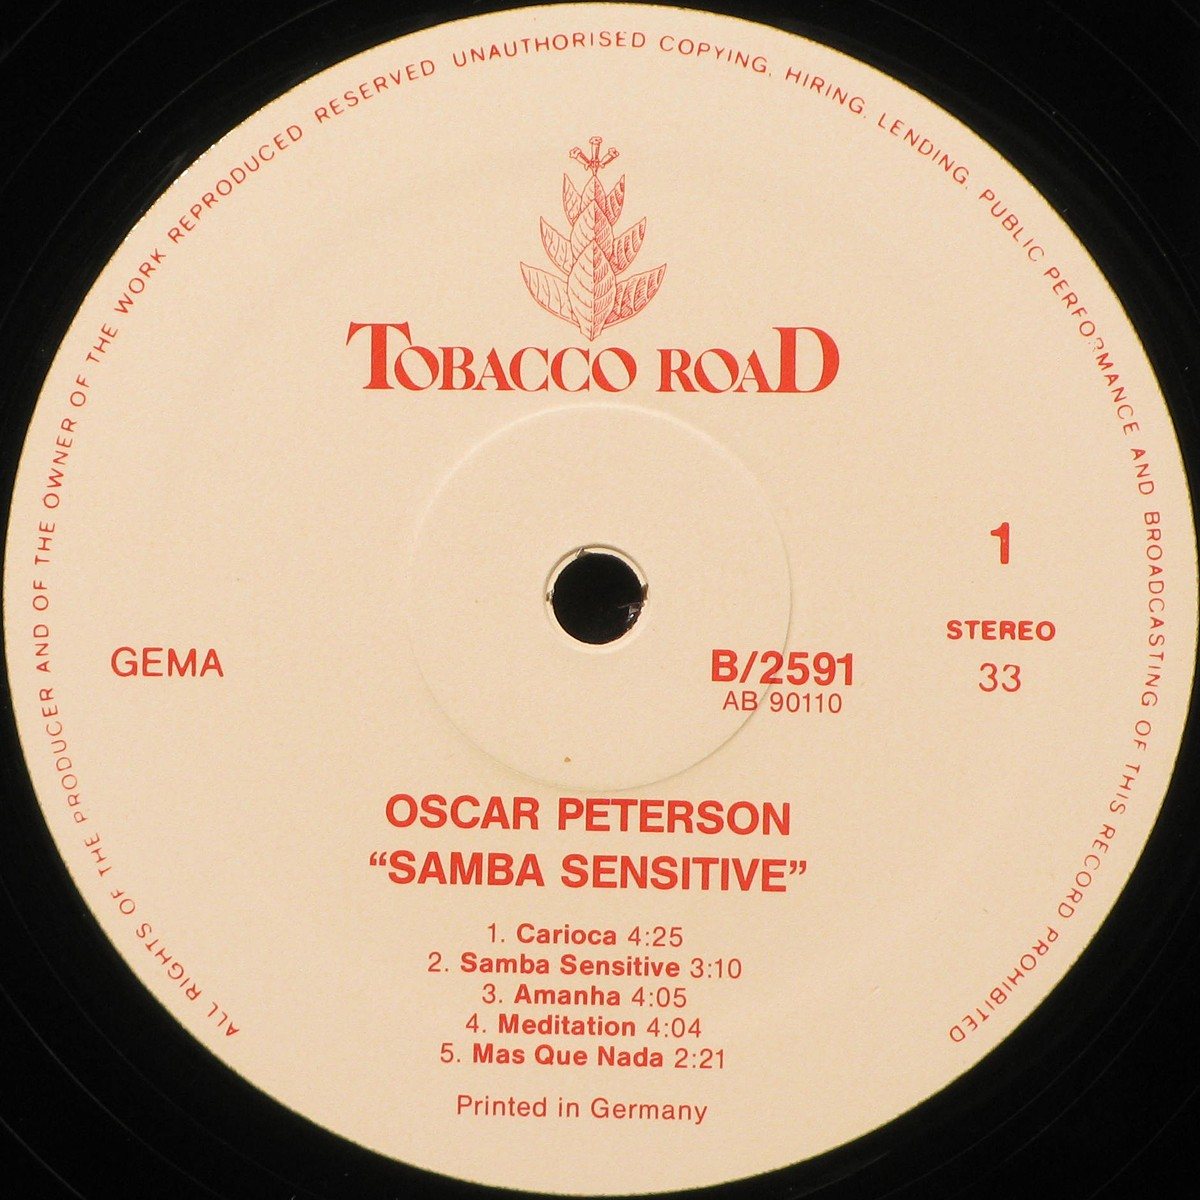 ALL RIGHTS OF THE PRODUCER AND OF THE OWNER OF THE WORK REPRODUCED RESERVED UNAUTHORISED COPYING, HIRING, LENDING, PUBLIC PERFORMANCE AND BROADCASTING OF THIS RECORD PROHIBITED
TOBACCO ROAD
1
STEREO
33
GEMA
B/2591
AB 90110
OSCAR PETERSON
“SAMBA SENSITIVE”
1. Carioca 4:25
2. Samba Sensitive 3:10
3. Amanha 4:05
4. Meditation 4:04
5. Mas Que Nada 2:21
Printed in Germany